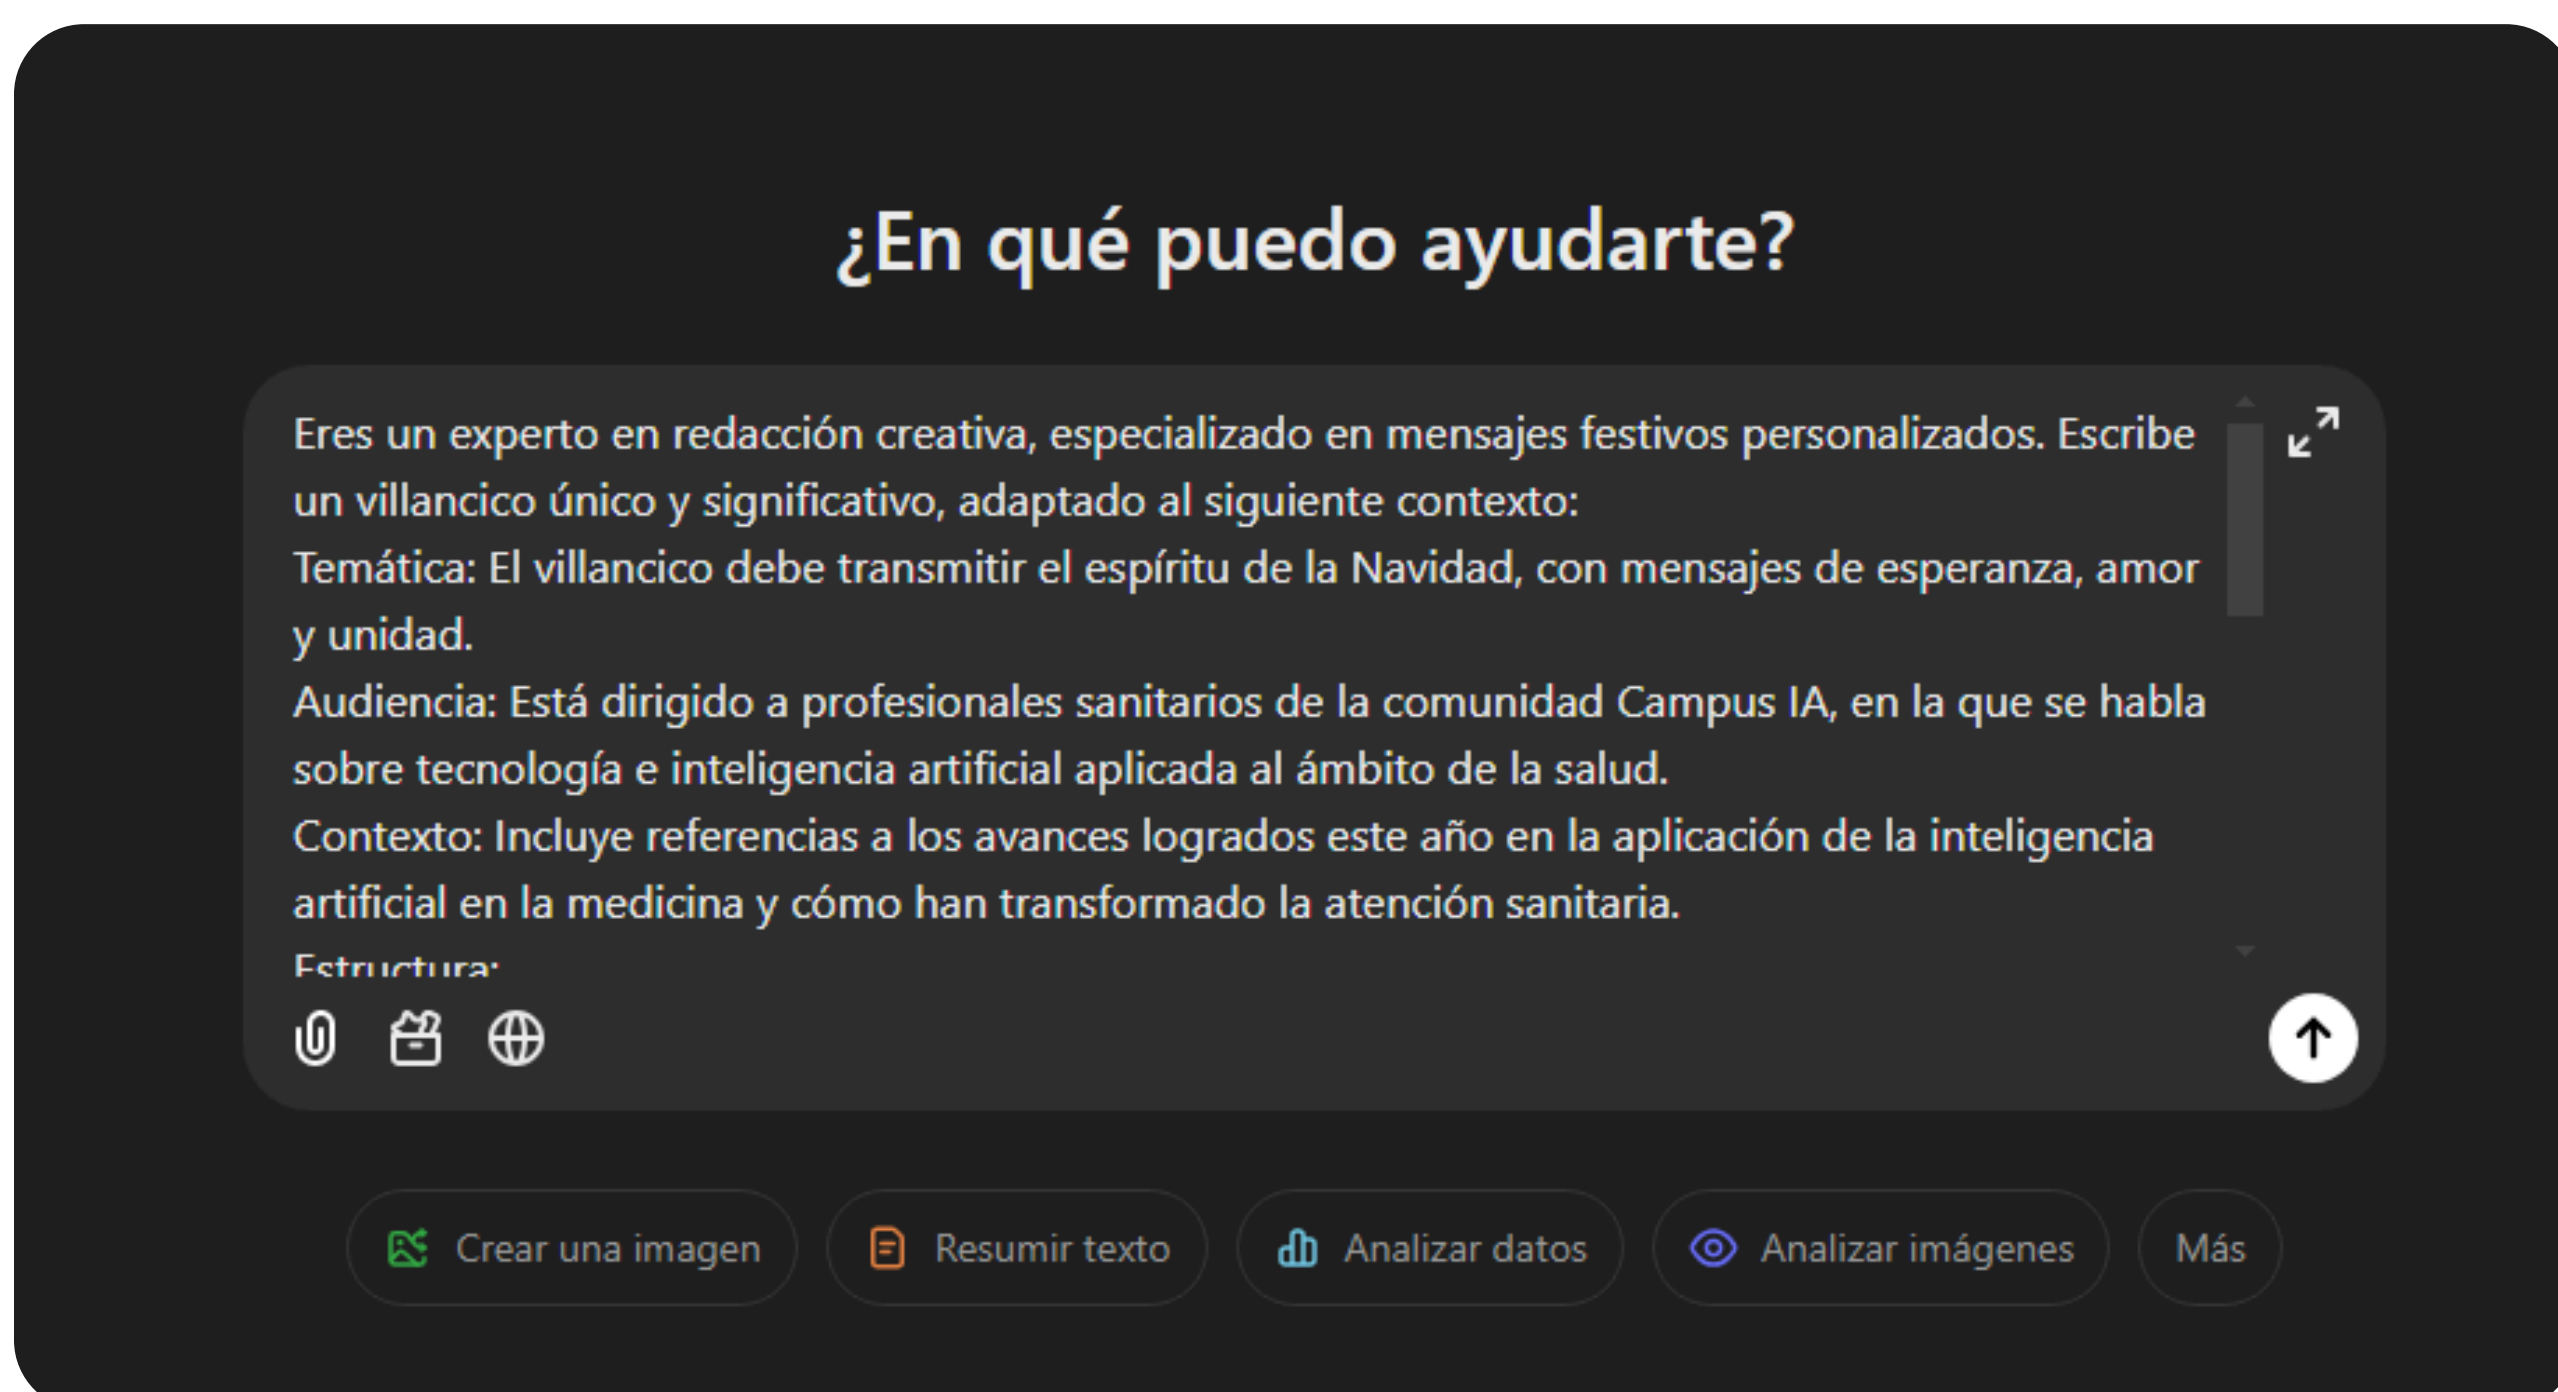 ¿En qué puedo ayudarte?
Eres un experto en redacción creativa, especializado en mensajes festivos personalizados. Escribe
un villancico único y significativo, adaptado al siguiente contexto:
Temática: El villancico debe transmitir el espíritu de la Navidad, con mensajes de esperanza, amor
y unidad.
Audiencia: Está dirigido a profesionales sanitarios de la comunidad Campus IA, en la que se habla
sobre tecnología e inteligencia artificial aplicada al ámbito de la salud.
Contexto: Incluye referencias a los avances logrados este año en la aplicación de la inteligencia
artificial en la medicina y cómo han transformado la atención sanitaria.
Estructura:
Crear una imagen
Resumir texto
Analizar datos
Analizar imágenes
Más